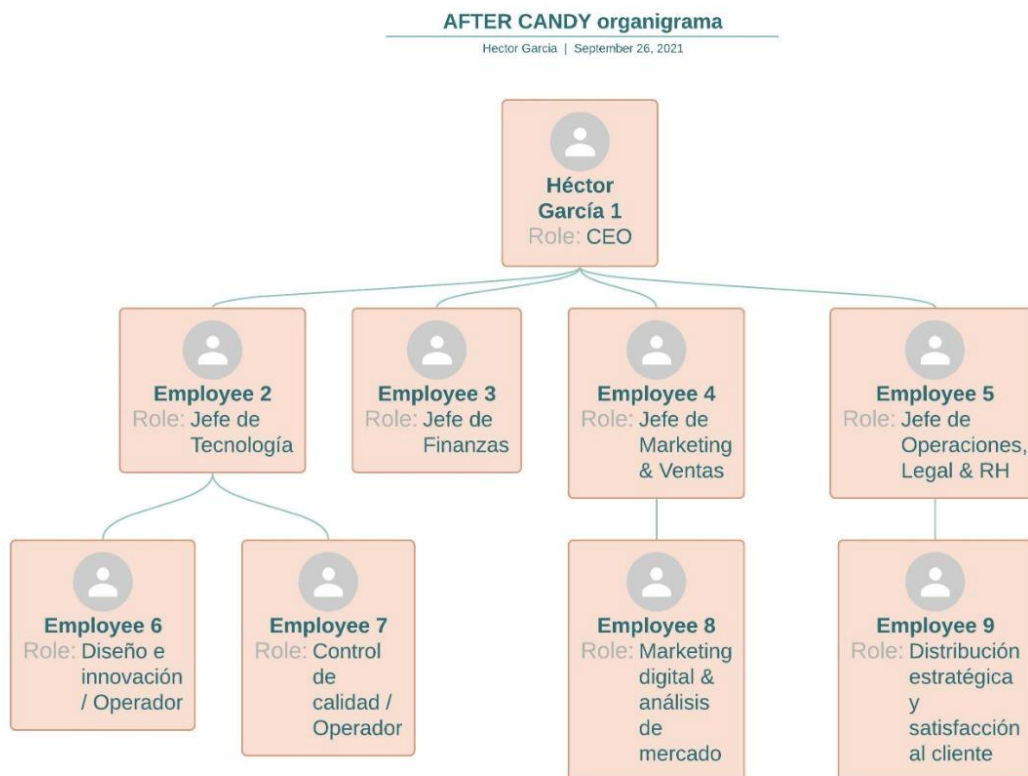 AFTER CANDY organigrama
Hector Garcia | September 26, 2021
Héctor
García 1
Role: CEO
Employee 2
Role: Jefe de
Tecnología
Employee 3
Role: Jefe de
Finanzas
Employee 4
Role: Jefe de
Marketing
& Ventas
Employee 5
Role: Jefe de
Operaciones,
Legal & RH
Employee 6
Role: Diseño e
innovación
/ Operador
Employee 7
Role: Control
de
calidad /
Operador
Employee 8
Role: Marketing
digital &
análisis
de
mercado
Employee 9
Role: Distribución
estratégica
y
satisfacción
al cliente